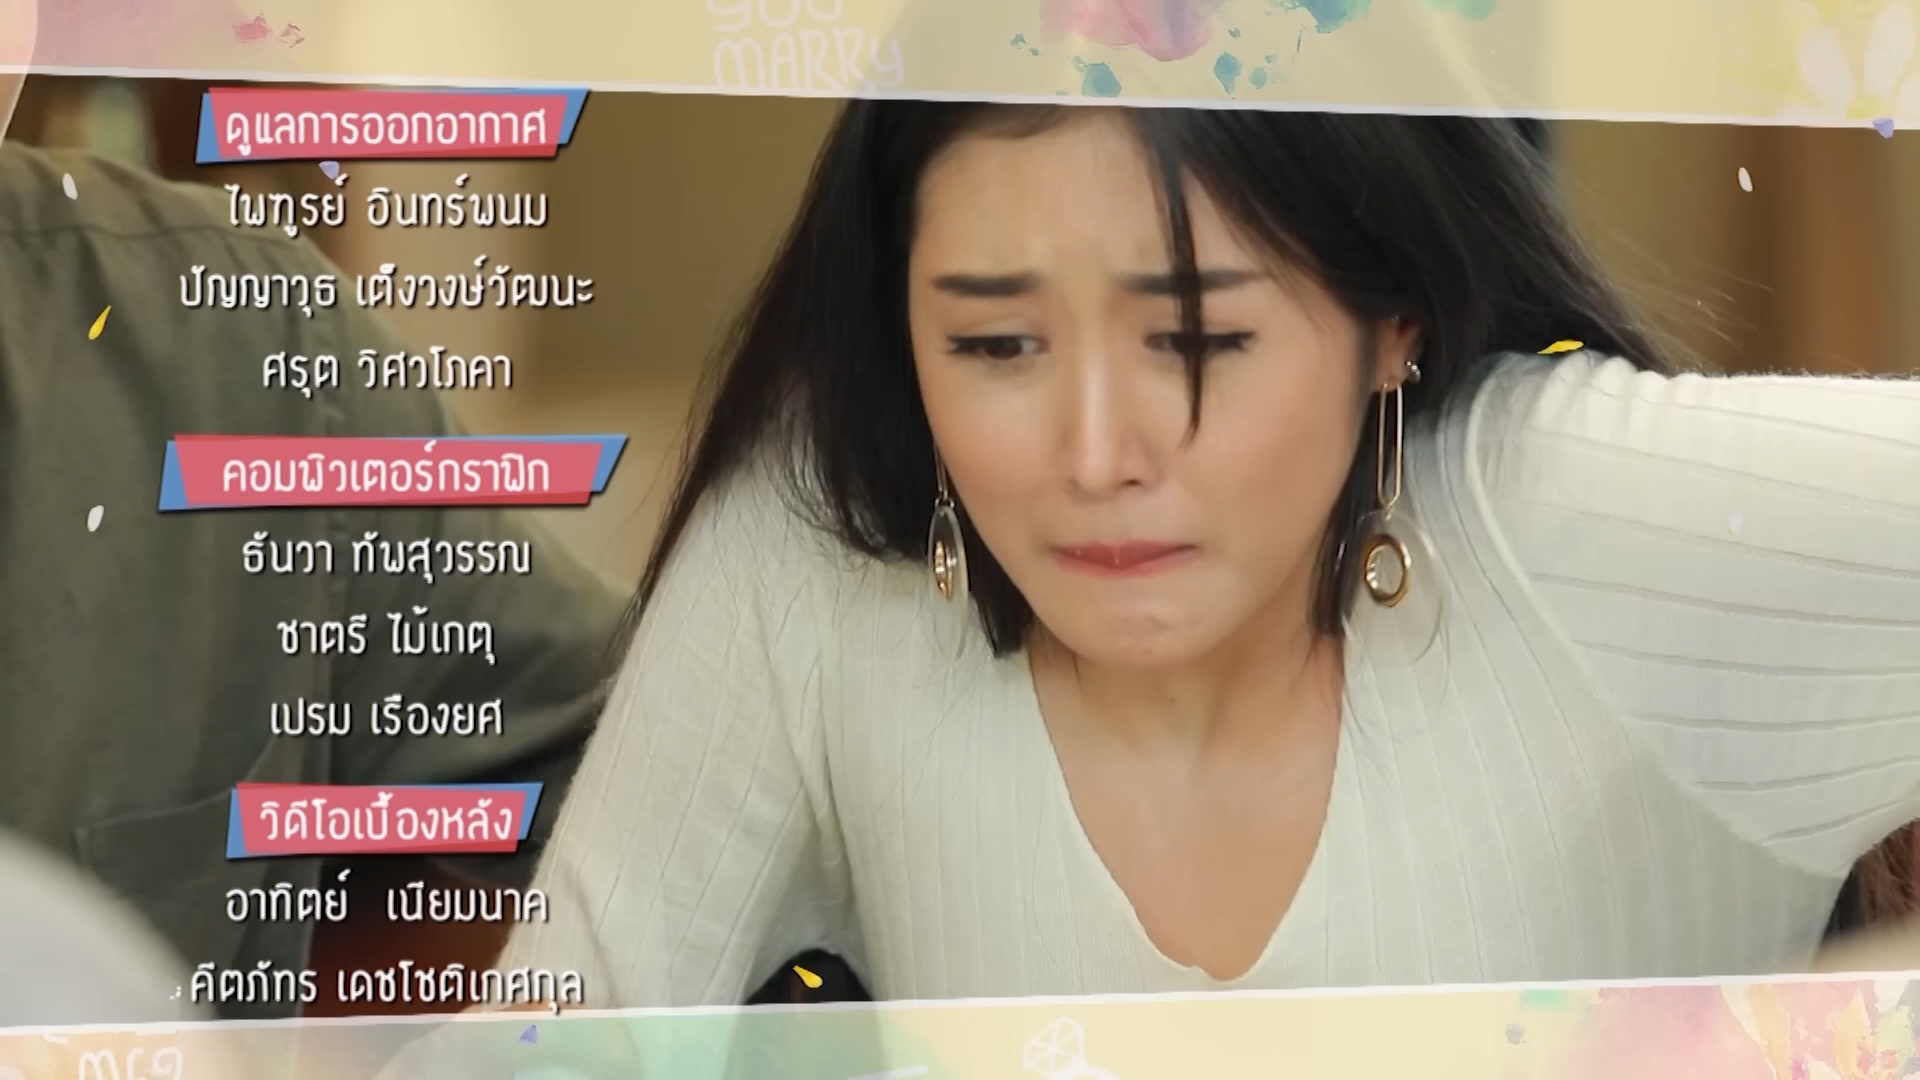 YOU
MARRY
ดูแลการออกอากาศ
ไพฑูรย์ อินทร์พนม
ปัญญาวุธ เต็งวงษ์วัฒนะ
ศรุต วิศวโภคา
คอมพิวเตอร์กราฟิก
ธันวา ทัพสุวรรณ
ชาตรี ไม้เกตุ
เปรม เรืองยศ
วิดีโอเบื้องหลัง
อาทิตย์ เนียมนาค
คีตภัทร เดชโชติเกศกุล